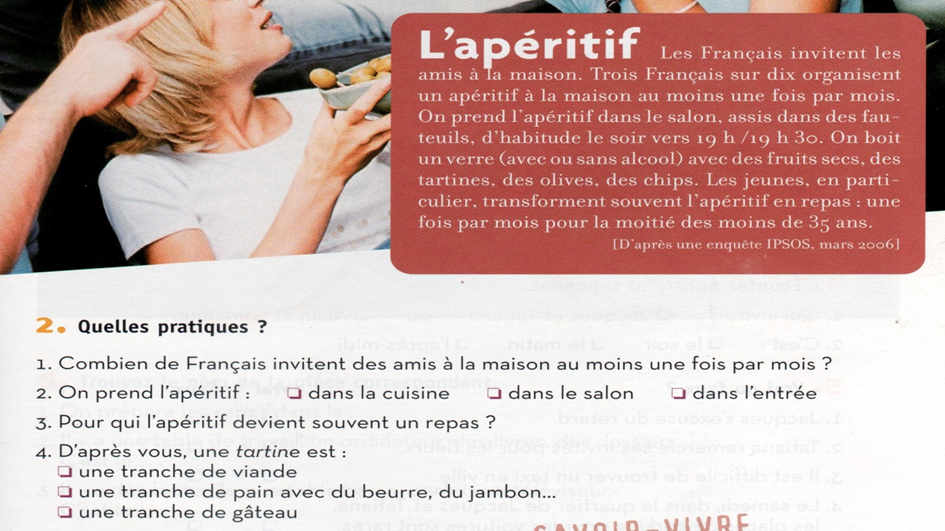 L'apéritif Les Français invitent les
amis à la maison. Trois Français sur dix organisent
un apéritif à la maison au moins une fois par mois.
On prend l'apéritif dans le salon, assis dans des fau-
teuils, d'habitude le soir vers 19 h /19 h 30. On boit
un verre (avec ou sans alcool) avec des fruits secs, des
tartines, des olives, des chips. Les jeunes, en parti-
culier, transforment souvent l'apéritif en repas : une
fois par mois pour la moitié des moins de 35 ans.
[D'après une enquête IPSOS, mars 2006]
2. Quelles pratiques ?
1. Combien de Français invitent des amis à la maison au moins une fois par mois ?
2. On prend l'apéritif : ❑ dans la cuisine ❑ dans le salon ❑ dans l'entrée
3. Pour qui l'apéritif devient souvent un repas ?
4. D'après vous, une tartine est :
❑ une tranche de viande
❑ une tranche de pain avec du beurre, du jambon...
❑ une tranche de gâteau
SAVOIR-VIVRE